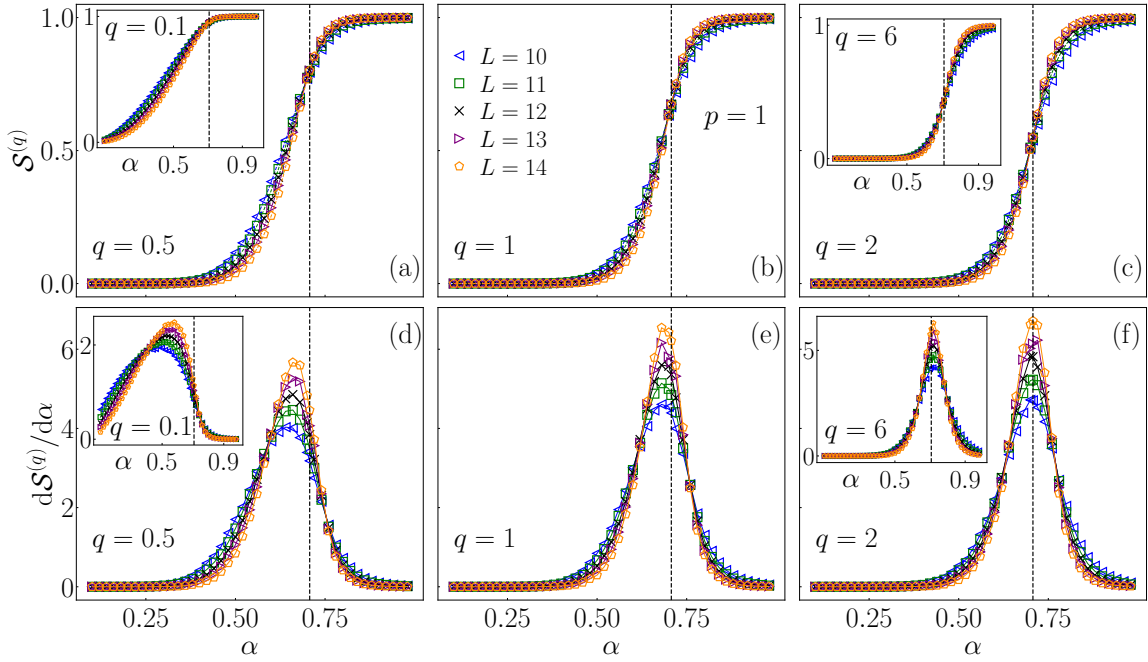 1.0
0.5
0.0
𝒮^(q)
1
0
q = 0.1
α
0.5
0.9
q = 0.5
(a)
L = 10
L = 11
L = 12
L = 13
L = 14
p = 1
q = 1
(b)
1
0
q = 6
α
0.5
0.9
q = 2
(c)
6
4
2
0
d𝒮^(q)/dα
2
0
q = 0.1
α
0.5
0.9
q = 0.5
(d)
0.25
0.50
0.75
α
q = 1
(e)
0.25
0.50
0.75
α
5
0
q = 6
α
0.5
0.9
q = 2
(f)
0.25
0.50
0.75
α